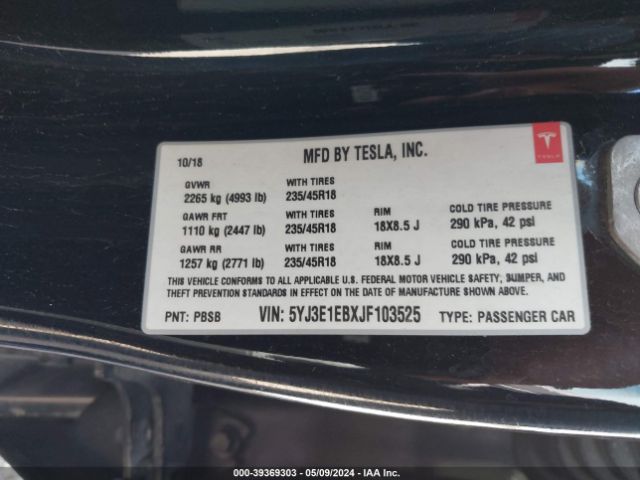 10/18 MFD BY TESLA, INC. TESLA
GVWR WITH TIRES
2265 kg (4993 lb) 235/45R18
GAWR FRT WITH TIRES RIM COLD TIRE PRESSURE
1110 kg (2447 lb) 235/45R18 18X8.5 J 290 kPa, 42 psi
GAWR RR WITH TIRES RIM COLD TIRE PRESSURE
1257 kg (2771 lb) 235/45R18 18X8.5 J 290 kPa, 42 psi
THIS VEHICLE CONFORMS TO ALL APPLICABLE U.S. FEDERAL MOTOR VEHICLE SAFETY, BUMPER, AND
THEFT PREVENTION STANDARDS IN EFFECT ON THE DATE OF MANUFACTURE SHOWN ABOVE.
PNT: PBSB VIN: 5YJ3E1EBXJF103525 TYPE: PASSENGER CAR
000-39369303 - 05/09/2024 - IAA Inc.